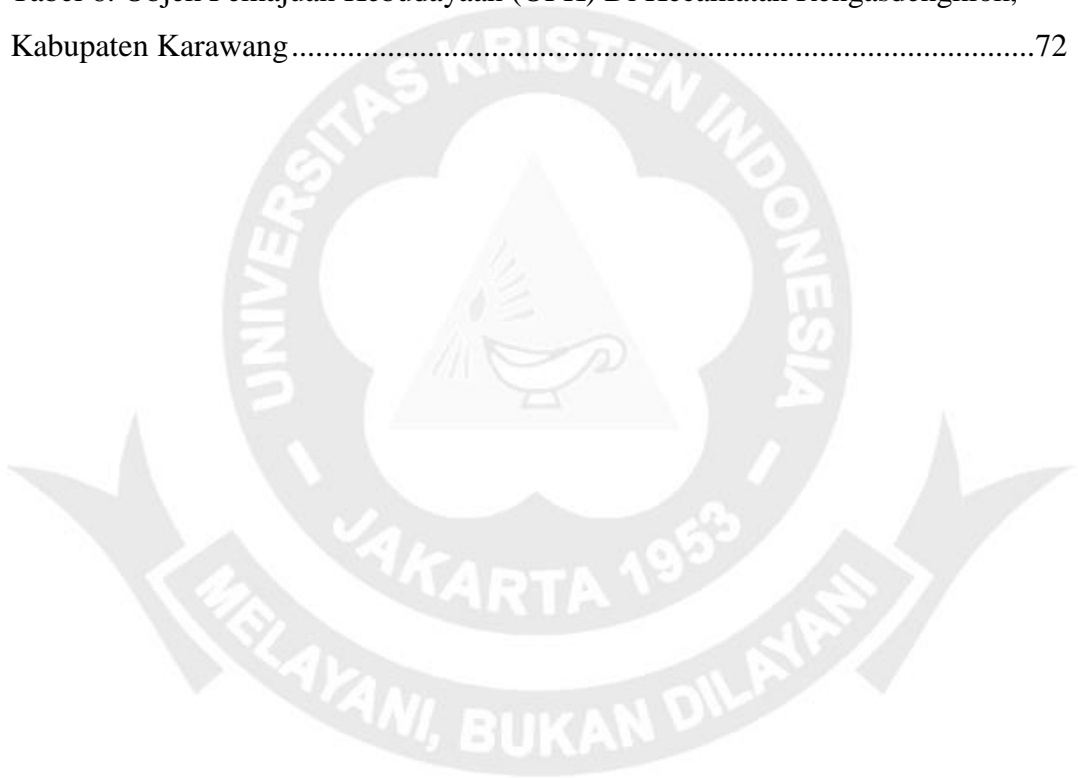 Tabel Objek Pemajuan Kebudayaan (OPK) Di Kecamatan Rengasdengklok,
Kabupaten Karawang.............................................................................................72
UNIVERSITAS KRISTEN INDONESIA
- JAKARTA 1953 -
MELAYANI, BUKAN DILAYANI